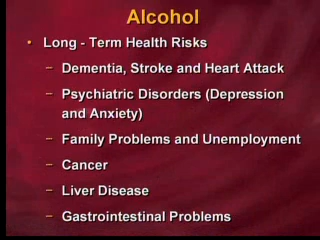 Alcohol
• Long - Term Health Risks
– Dementia, Stroke and Heart Attack
– Psychiatric Disorders (Depression
and Anxiety)
– Family Problems and Unemployment
– Cancer
– Liver Disease
– Gastrointestinal Problems